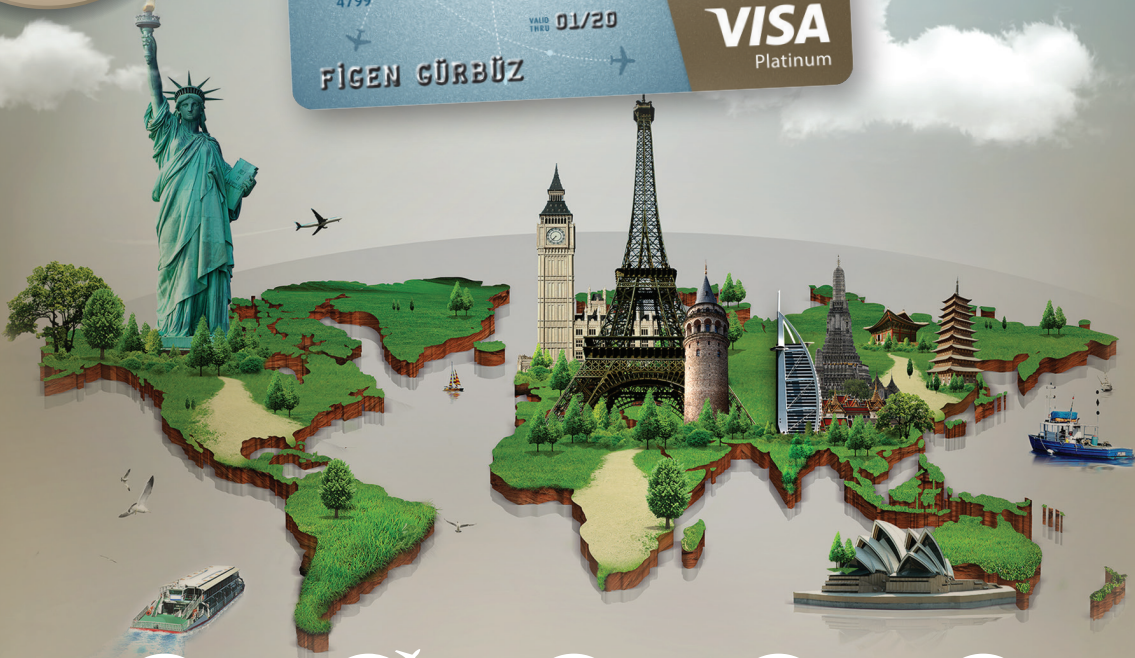 4799
VALID
THRU 01/20
FİGEN GÜRBÜZ
VISA
Platinum